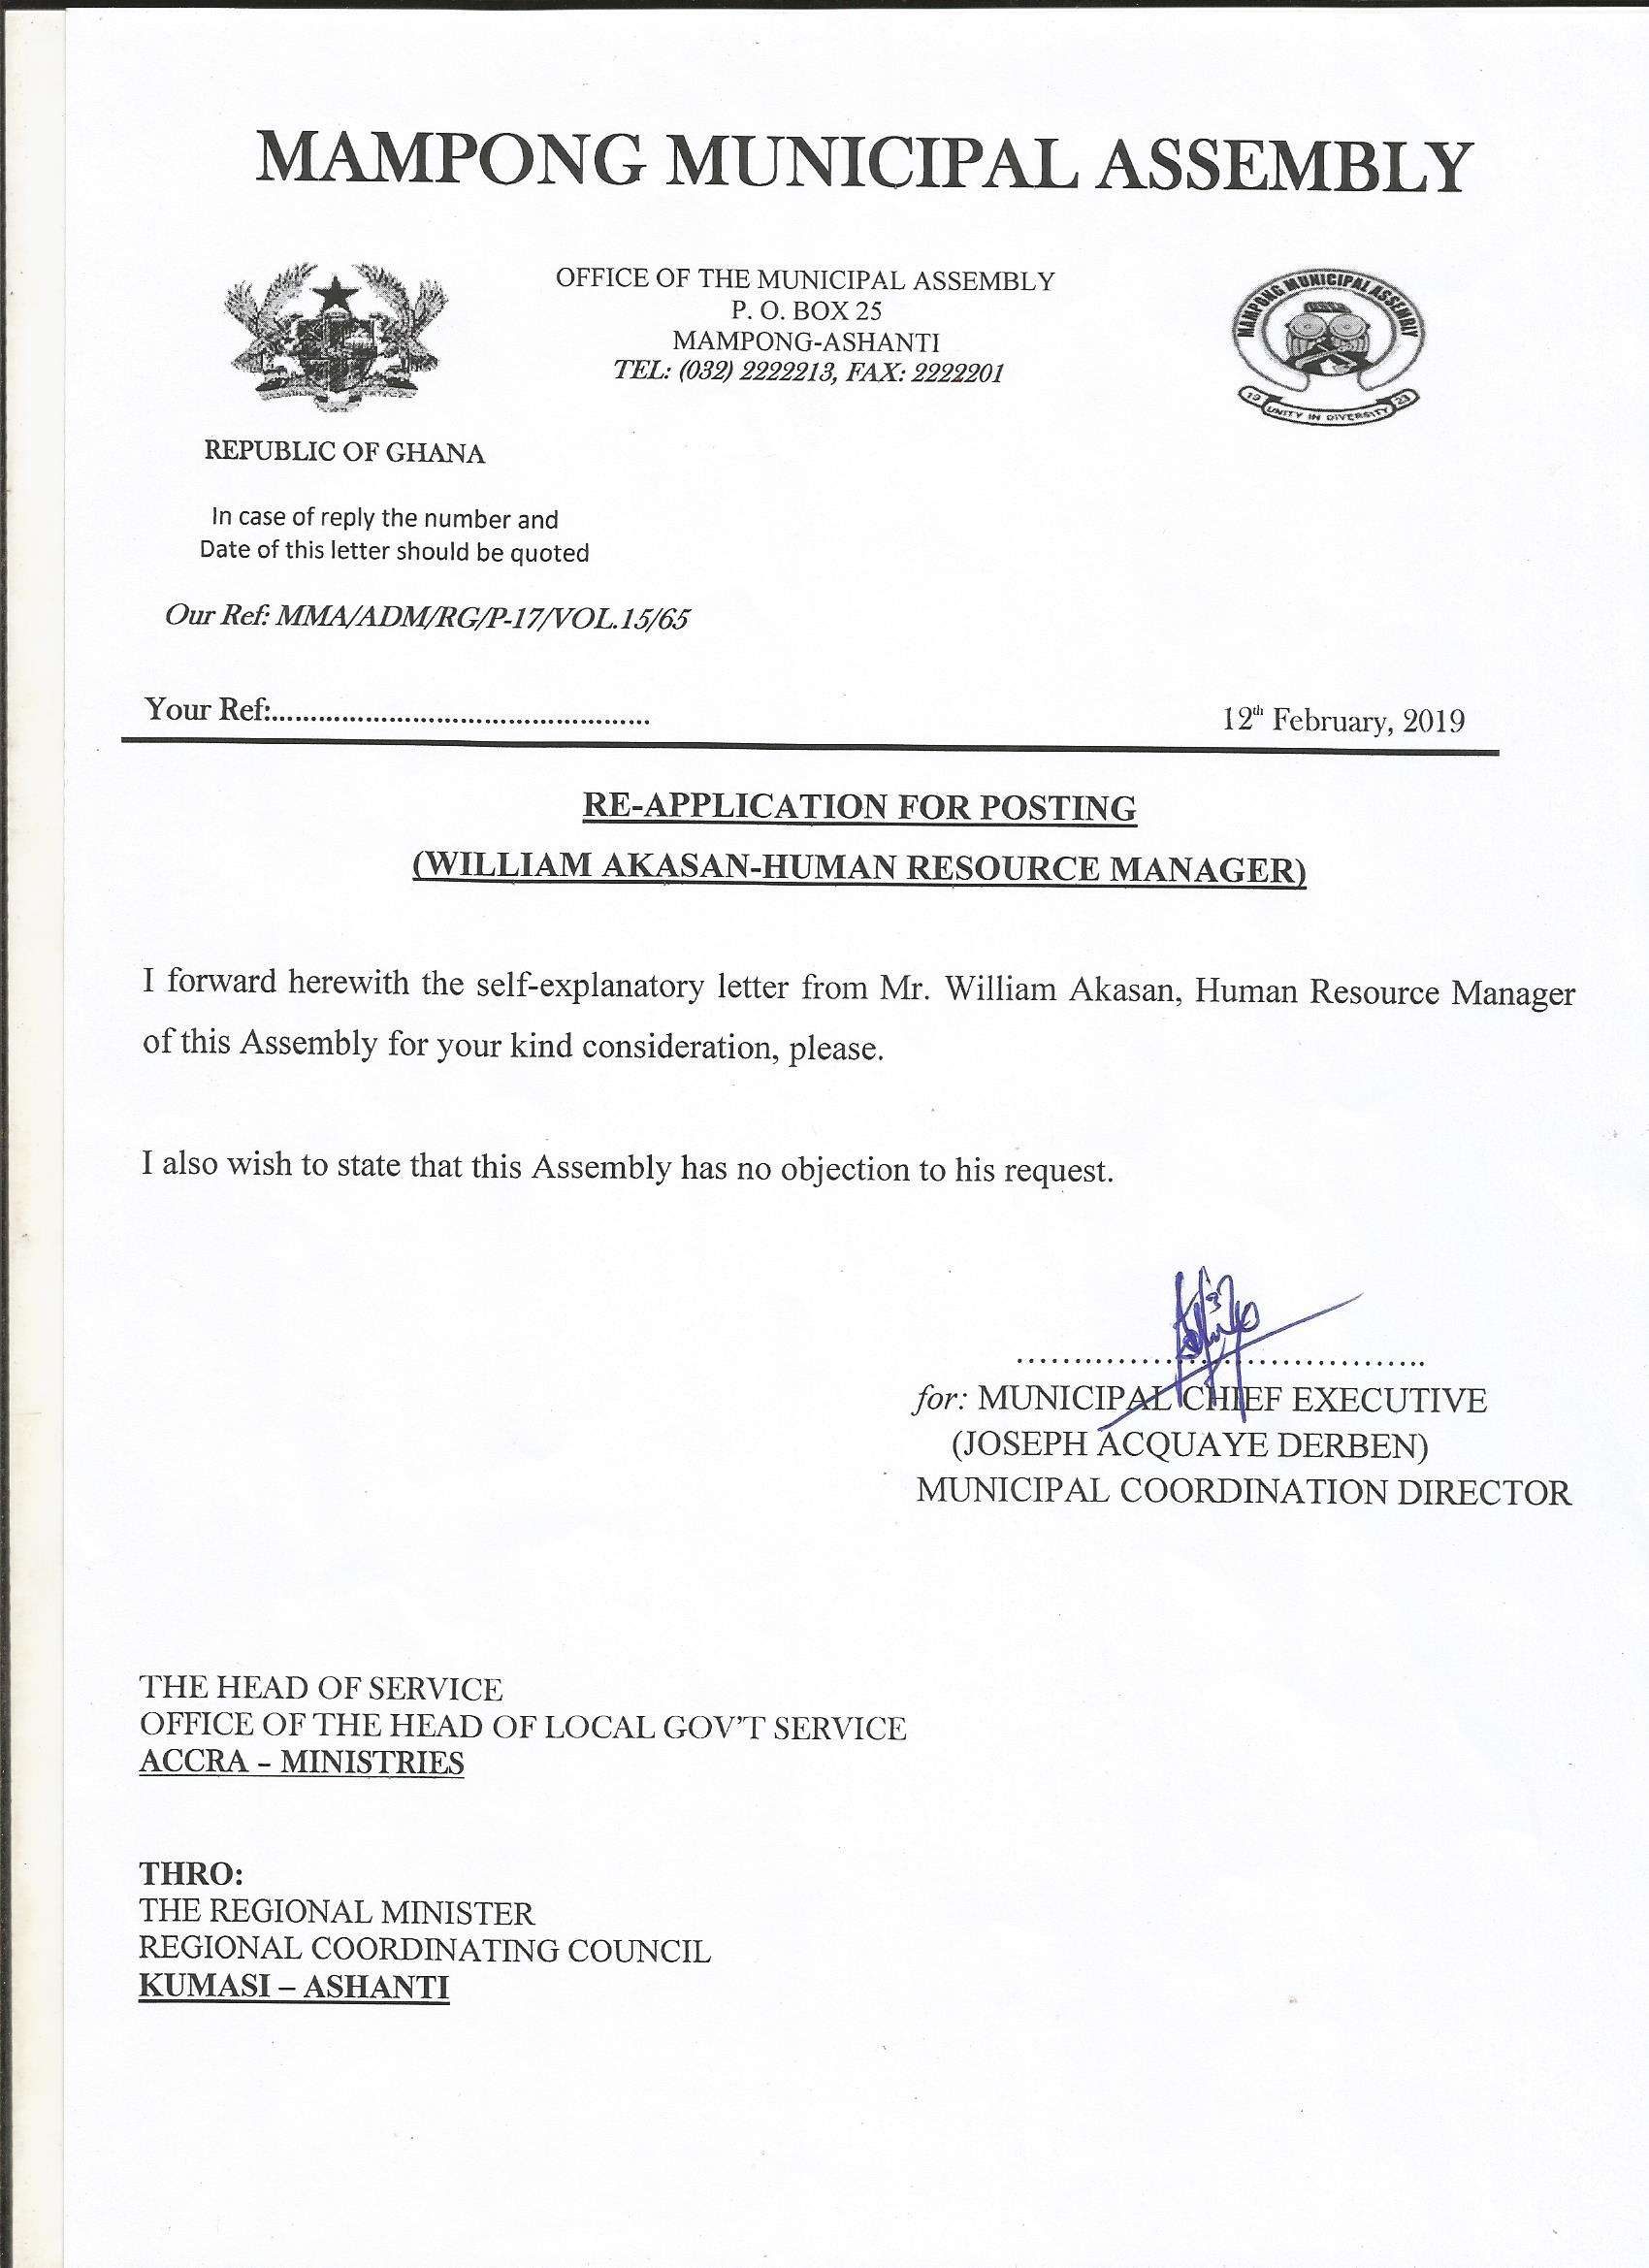 MAMPONG MUNICIPAL ASSEMBLY
OFFICE OF THE MUNICIPAL ASSEMBLY
P. O. BOX 25
MAMPONG-ASHANTI
TEL: (032) 2222213, FAX: 2222201
MAMPONG MUNICIPAL ASSEMBLY
19 UNITY IN DIVERSITY 23
REPUBLIC OF GHANA
In case of reply the number and
Date of this letter should be quoted
Our Ref: MMA/ADM/RG/P-17/VOL.15/65
Your Ref:.................................................
12th February, 2019
RE-APPLICATION FOR POSTING
(WILLIAM AKASAN-HUMAN RESOURCE MANAGER)
I forward herewith the self-explanatory letter from Mr. William Akasan, Human Resource Manager
of this Assembly for your kind consideration, please.
I also wish to state that this Assembly has no objection to his request.
for: MUNICIPAL CHIEF EXECUTIVE
(JOSEPH ACQUAYE DERBEN)
MUNICIPAL COORDINATION DIRECTOR
THE HEAD OF SERVICE
OFFICE OF THE HEAD OF LOCAL GOV'T SERVICE
ACCRA – MINISTRIES
THRO:
THE REGIONAL MINISTER
REGIONAL COORDINATING COUNCIL
KUMASI – ASHANTI